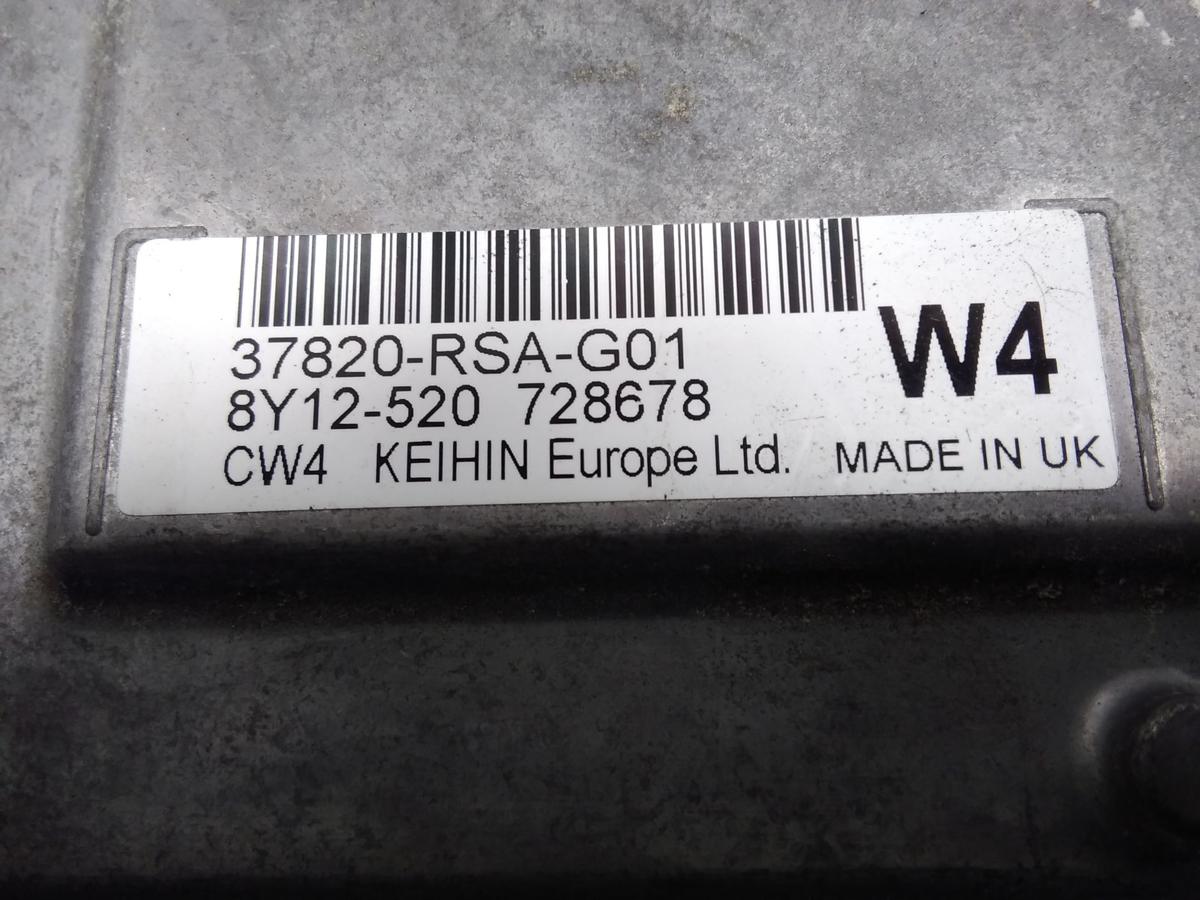 37820-RSA-G01
W4
8Y12-520 728678
CW4 KEIHIN Europe Ltd. MADE IN UK